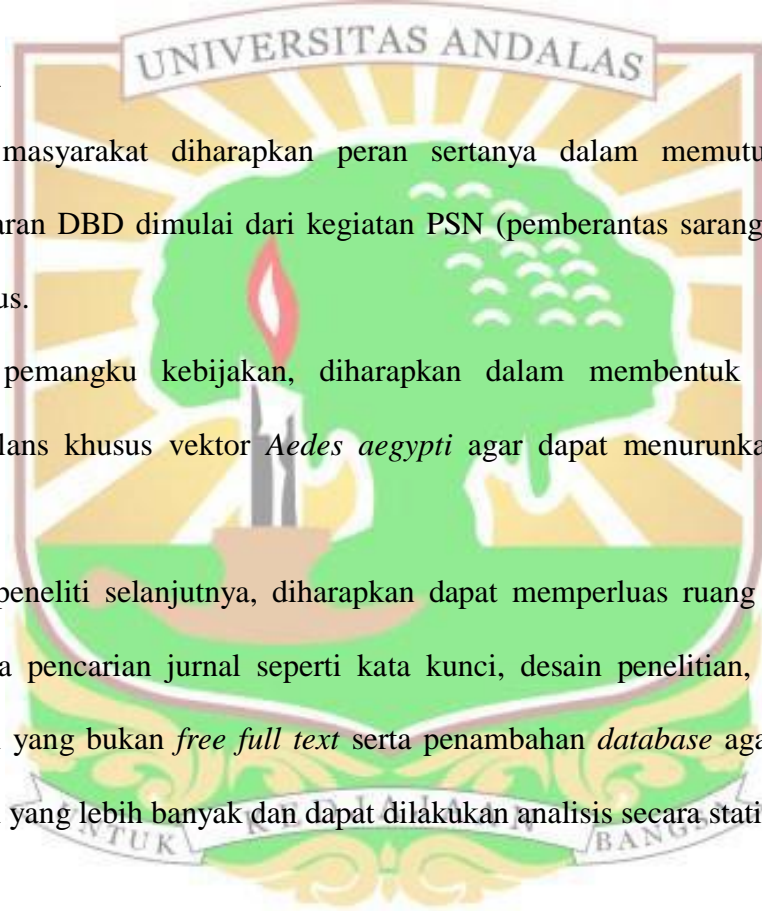 UNIVERSITAS ANDALAS
masyarakat diharapkan peran sertanya dalam memutu
aran DBD dimulai dari kegiatan PSN (pemberantas sarang
us.
pemangku kebijakan, diharapkan dalam membentuk
lans khusus vektor Aedes aegypti agar dapat menurunka
peneliti selanjutnya, diharapkan dapat memperluas ruang
a pencarian jurnal seperti kata kunci, desain penelitian,
yang bukan free full text serta penambahan database aga
yang lebih banyak dan dapat dilakukan analisis secara stati
UNTUK KEDJAJAAN BANGSA